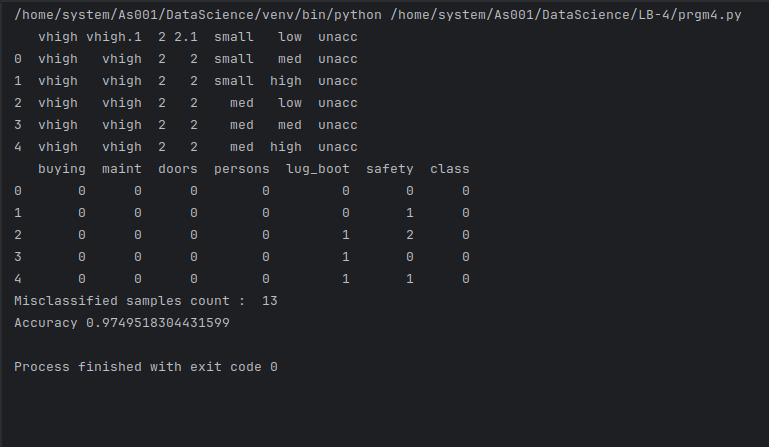 /home/system/As001/DataScience/venv/bin/python /home/system/As001/DataScience/LB-4/prgm4.py
   vhigh vhigh.1  2 2.1  small   low  unacc
0  vhigh   vhigh  2   2  small   med  unacc
1  vhigh   vhigh  2   2  small  high  unacc
2  vhigh   vhigh  2   2    med   low  unacc
3  vhigh   vhigh  2   2    med   med  unacc
4  vhigh   vhigh  2   2    med  high  unacc
   buying  maint  doors  persons  lug_boot  safety  class
0       0      0      0        0         0       0      0
1       0      0      0        0         0       1      0
2       0      0      0        0         1       2      0
3       0      0      0        0         1       0      0
4       0      0      0        0         1       1      0
Misclassified samples count :  13
Accuracy 0.9749518304431599
Process finished with exit code 0